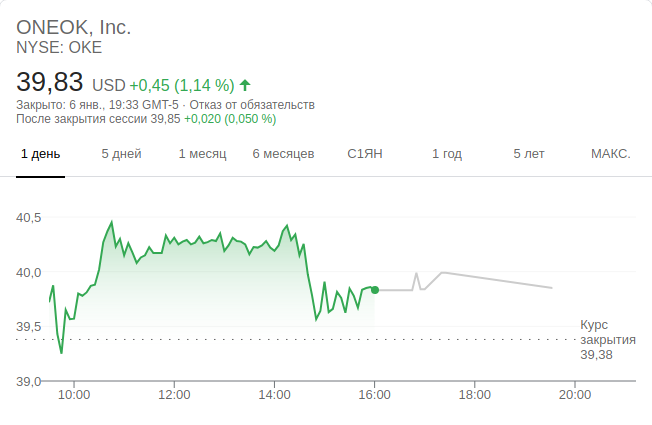 ONEOK, Inc.
NYSE: OKE
39,83 USD +0,45 (1,14 %)
Закрыто: 6 янв., 19:33 GMT-5 · Отказ от обязательств
После закрытия сессии 39,85 +0,020 (0,050 %)
1 день 5 дней 1 месяц 6 месяцев С1ЯН 1 год 5 лет МАКС.
40,5
40,0
39,5
Курс
закрытия
39,38
39,0
10:00 12:00 14:00 16:00 18:00 20:00